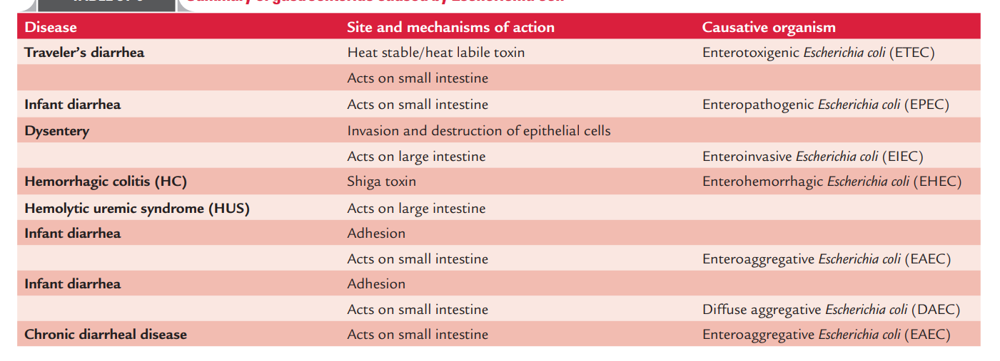 Disease Site and mechanisms of action Causative organism
Traveler's diarrhea Heat stable/heat labile toxin Enterotoxigenic Escherichia coli (ETEC)
Acts on small intestine
Infant diarrhea Acts on small intestine Enteropathogenic Escherichia coli (EPEC)
Dysentery Invasion and destruction of epithelial cells
Acts on large intestine Enteroinvasive Escherichia coli (EIEC)
Hemorrhagic colitis (HC) Shiga toxin Enterohemorrhagic Escherichia coli (EHEC)
Hemolytic uremic syndrome (HUS) Acts on large intestine
Infant diarrhea Adhesion
Acts on small intestine Enteroaggregative Escherichia coli (EAEC)
Infant diarrhea Adhesion
Acts on small intestine Diffuse aggregative Escherichia coli (DAEC)
Chronic diarrheal disease Acts on small intestine Enteroaggregative Escherichia coli (EAEC)